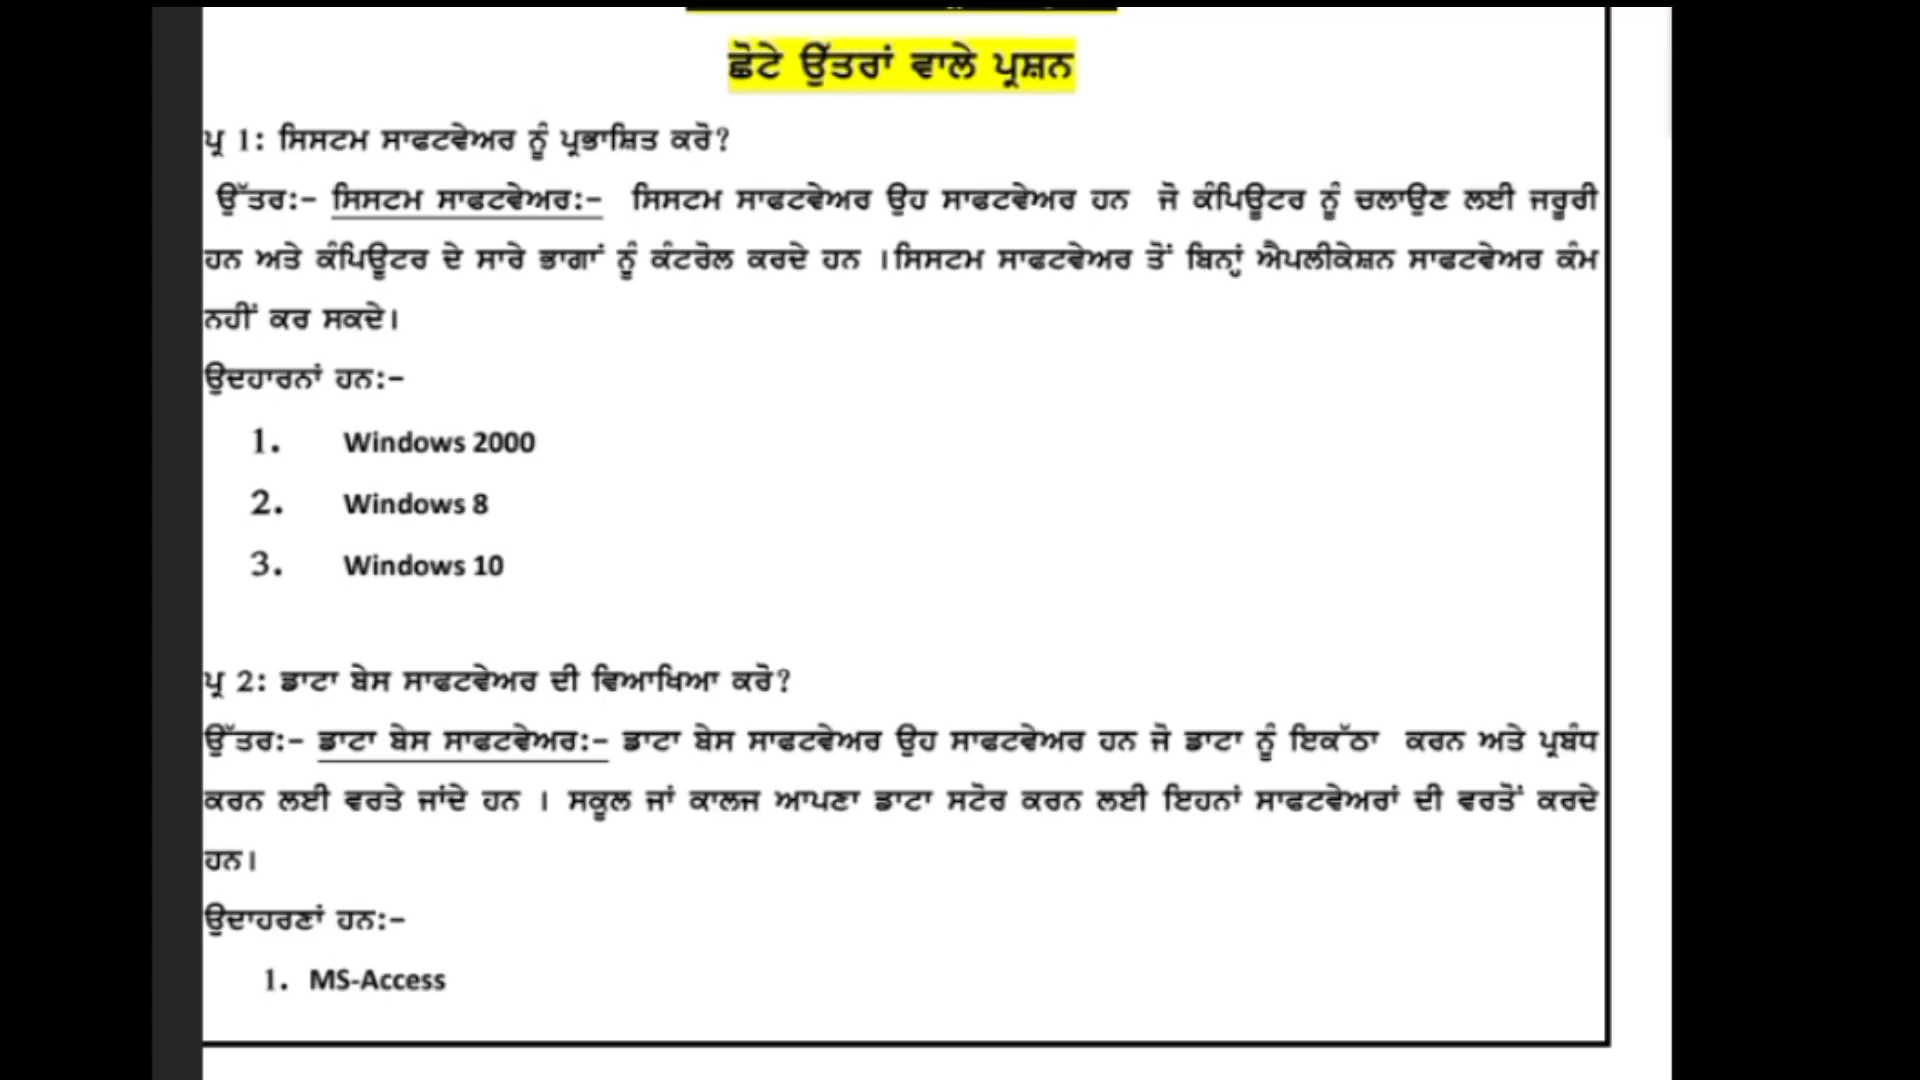 ਛੋਟੇ ਉੱਤਰਾਂ ਵਾਲੇ ਪ੍ਰਸ਼ਨ
ਪ੍ਰ 1: ਸਿਸਟਮ ਸਾਫਟਵੇਅਰ ਨੂੰ ਪ੍ਰਭਾਸ਼ਿਤ ਕਰੋ?
ਉੱਤਰ:- ਸਿਸਟਮ ਸਾਫਟਵੇਅਰ:- ਸਿਸਟਮ ਸਾਫਟਵੇਅਰ ਉਹ ਸਾਫਟਵੇਅਰ ਹਨ ਜੋ ਕੰਪਿਊਟਰ ਨੂੰ ਚਲਾਉਣ ਲਈ ਜਰੂਰੀ
ਹਨ ਅਤੇ ਕੰਪਿਊਟਰ ਦੇ ਸਾਰੇ ਭਾਗਾਂ ਨੂੰ ਕੰਟਰੋਲ ਕਰਦੇ ਹਨ ।ਸਿਸਟਮ ਸਾਫਟਵੇਅਰ ਤੋਂ ਬਿਨ੍ਹਾਂ ਐਪਲੀਕੇਸ਼ਨ ਸਾਫਟਵੇਅਰ ਕੰਮ
ਨਹੀਂ ਕਰ ਸਕਦੇ।
ਉਦਹਾਰਨਾਂ ਹਨ:-
1. Windows 2000
2. Windows 8
3. Windows 10
ਪ੍ਰ 2: ਡਾਟਾ ਬੇਸ ਸਾਫਟਵੇਅਰ ਦੀ ਵਿਆਖਿਆ ਕਰੋ?
ਉੱਤਰ:- ਡਾਟਾ ਬੇਸ ਸਾਫਟਵੇਅਰ:- ਡਾਟਾ ਬੇਸ ਸਾਫਟਵੇਅਰ ਉਹ ਸਾਫਟਵੇਅਰ ਹਨ ਜੋ ਡਾਟਾ ਨੂੰ ਇਕੱਠਾ ਕਰਨ ਅਤੇ ਪ੍ਰਬੰਧ
ਕਰਨ ਲਈ ਵਰਤੇ ਜਾਂਦੇ ਹਨ । ਸਕੂਲ ਜਾਂ ਕਾਲਜ ਆਪਣਾ ਡਾਟਾ ਸਟੋਰ ਕਰਨ ਲਈ ਇਹਨਾਂ ਸਾਫਟਵੇਅਰਾਂ ਦੀ ਵਰਤੋਂ ਕਰਦੇ
ਹਨ।
ਉਦਾਹਰਣਾਂ ਹਨ:-
1. MS-Access